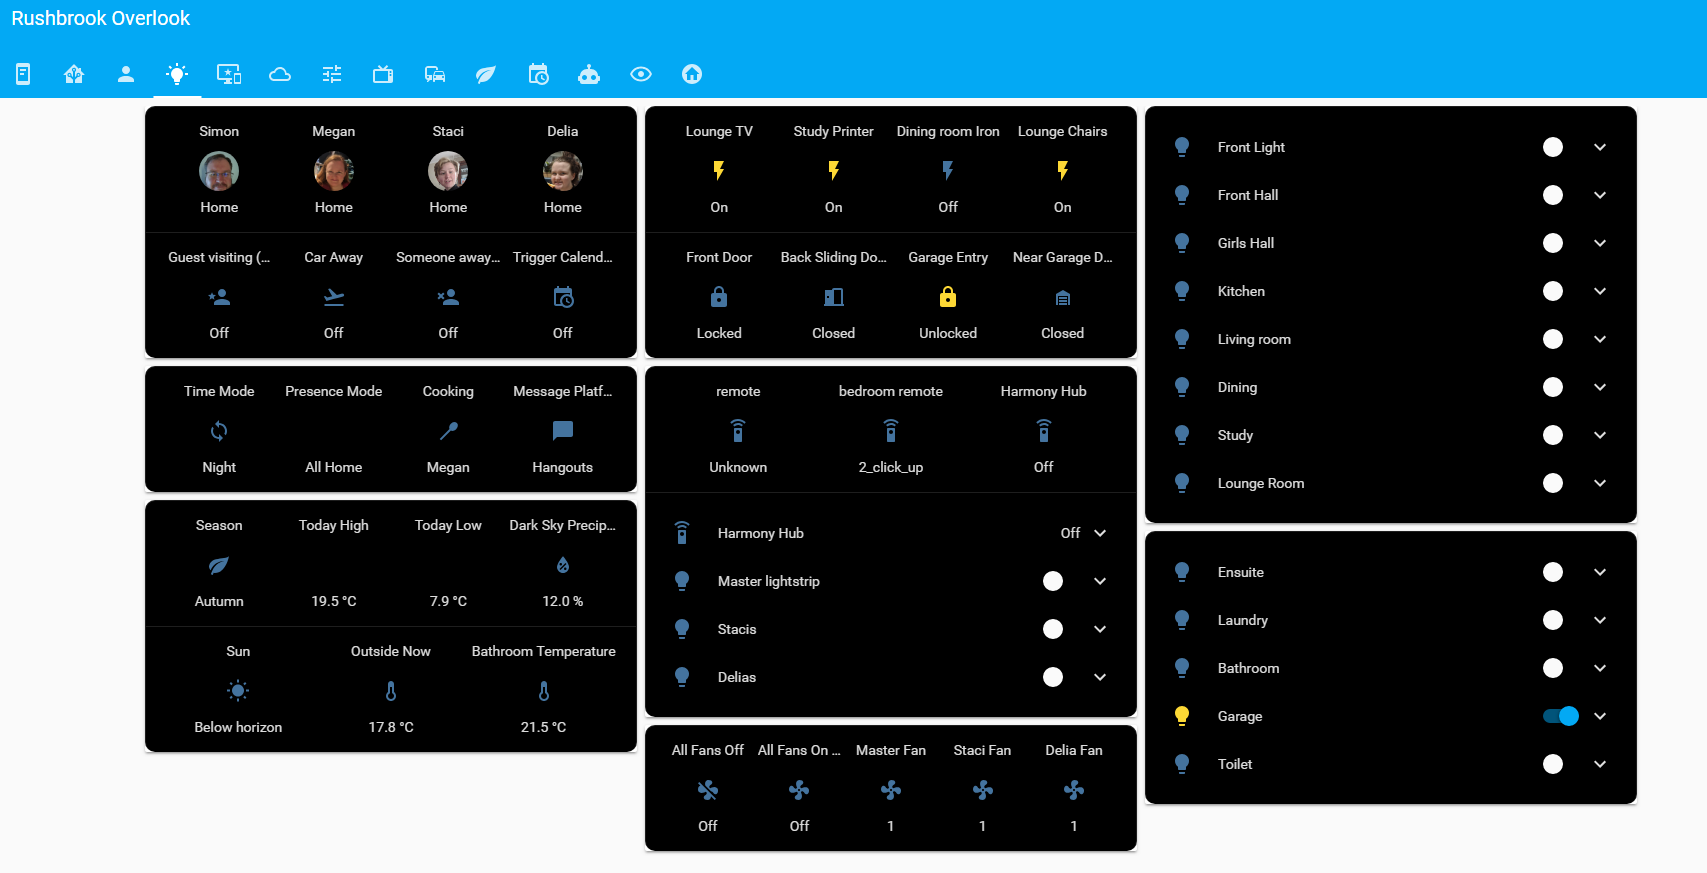 Rushbrook Overlook
Simon Megan Staci Delia
Home Home Home Home
Guest visiting (... Car Away Someone away... Trigger Calend...
Off Off Off Off
Time Mode Presence Mode Cooking Message Platf...
Night All Home Megan Hangouts
Season Today High Today Low Dark Sky Precip...
Autumn 19.5 °C 7.9 °C 12.0 %
Sun Outside Now Bathroom Temperature
Below horizon 17.8 °C 21.5 °C
Lounge TV Study Printer Dining room Iron Lounge Chairs
On On Off On
Front Door Back Sliding Do... Garage Entry Near Garage D...
Locked Closed Unlocked Closed
remote bedroom remote Harmony Hub
Unknown 2_click_up Off
Harmony Hub Off
Master lightstrip
Stacis
Delias
All Fans Off All Fans On ... Master Fan Staci Fan Delia Fan
Off Off 1 1 1
Front Light
Front Hall
Girls Hall
Kitchen
Living room
Dining
Study
Lounge Room
Ensuite
Laundry
Bathroom
Garage
Toilet